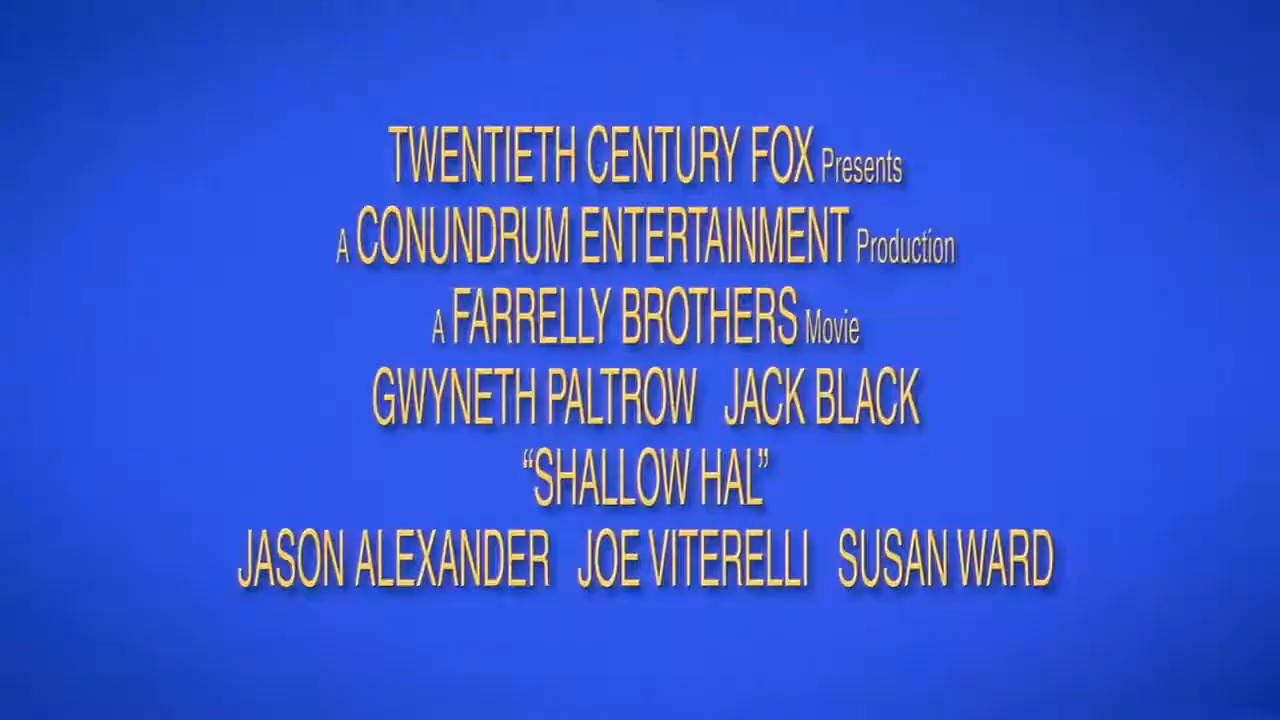 TWENTIETH CENTURY FOX Presents
A CONUNDRUM ENTERTAINMENT Production
A FARRELLY BROTHERS Movie
GWYNETH PALTROW JACK BLACK
“SHALLOW HAL”
JASON ALEXANDER JOE VITERELLI SUSAN WARD